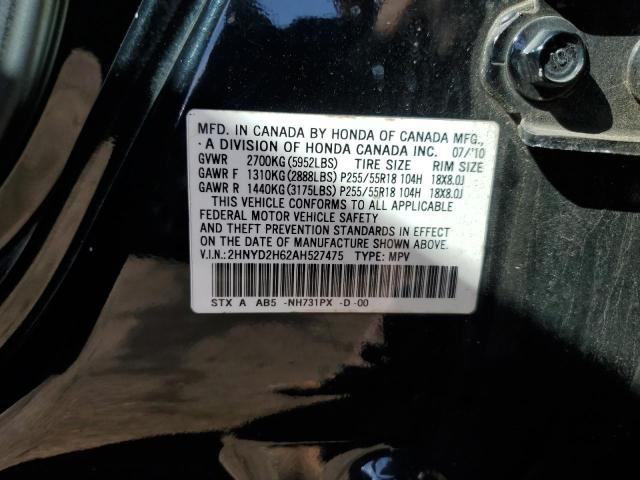 MFD. IN CANADA BY HONDA OF CANADA MFG.,
A DIVISION OF HONDA CANADA INC. 07/'10
GVWR 2700KG(5952LBS) TIRE SIZE RIM SIZE
GAWR F 1310KG(2888LBS)P255/55R18 104H 18X8.0J
GAWR R 1440KG(3175LBS)P255/55R18 104H 18X8.0J
THIS VEHICLE CONFORMS TO ALL APPLICABLE
FEDERAL MOTOR VEHICLE SAFETY
AND THEFT PREVENTION STANDARDS IN EFFECT
ON THE DATE OF MANUFACTURE SHOWN ABOVE.
V.I.N.:2HNYD2H62AH527475 TYPE: MPV
STX A AB5 -NH731PX -D-00